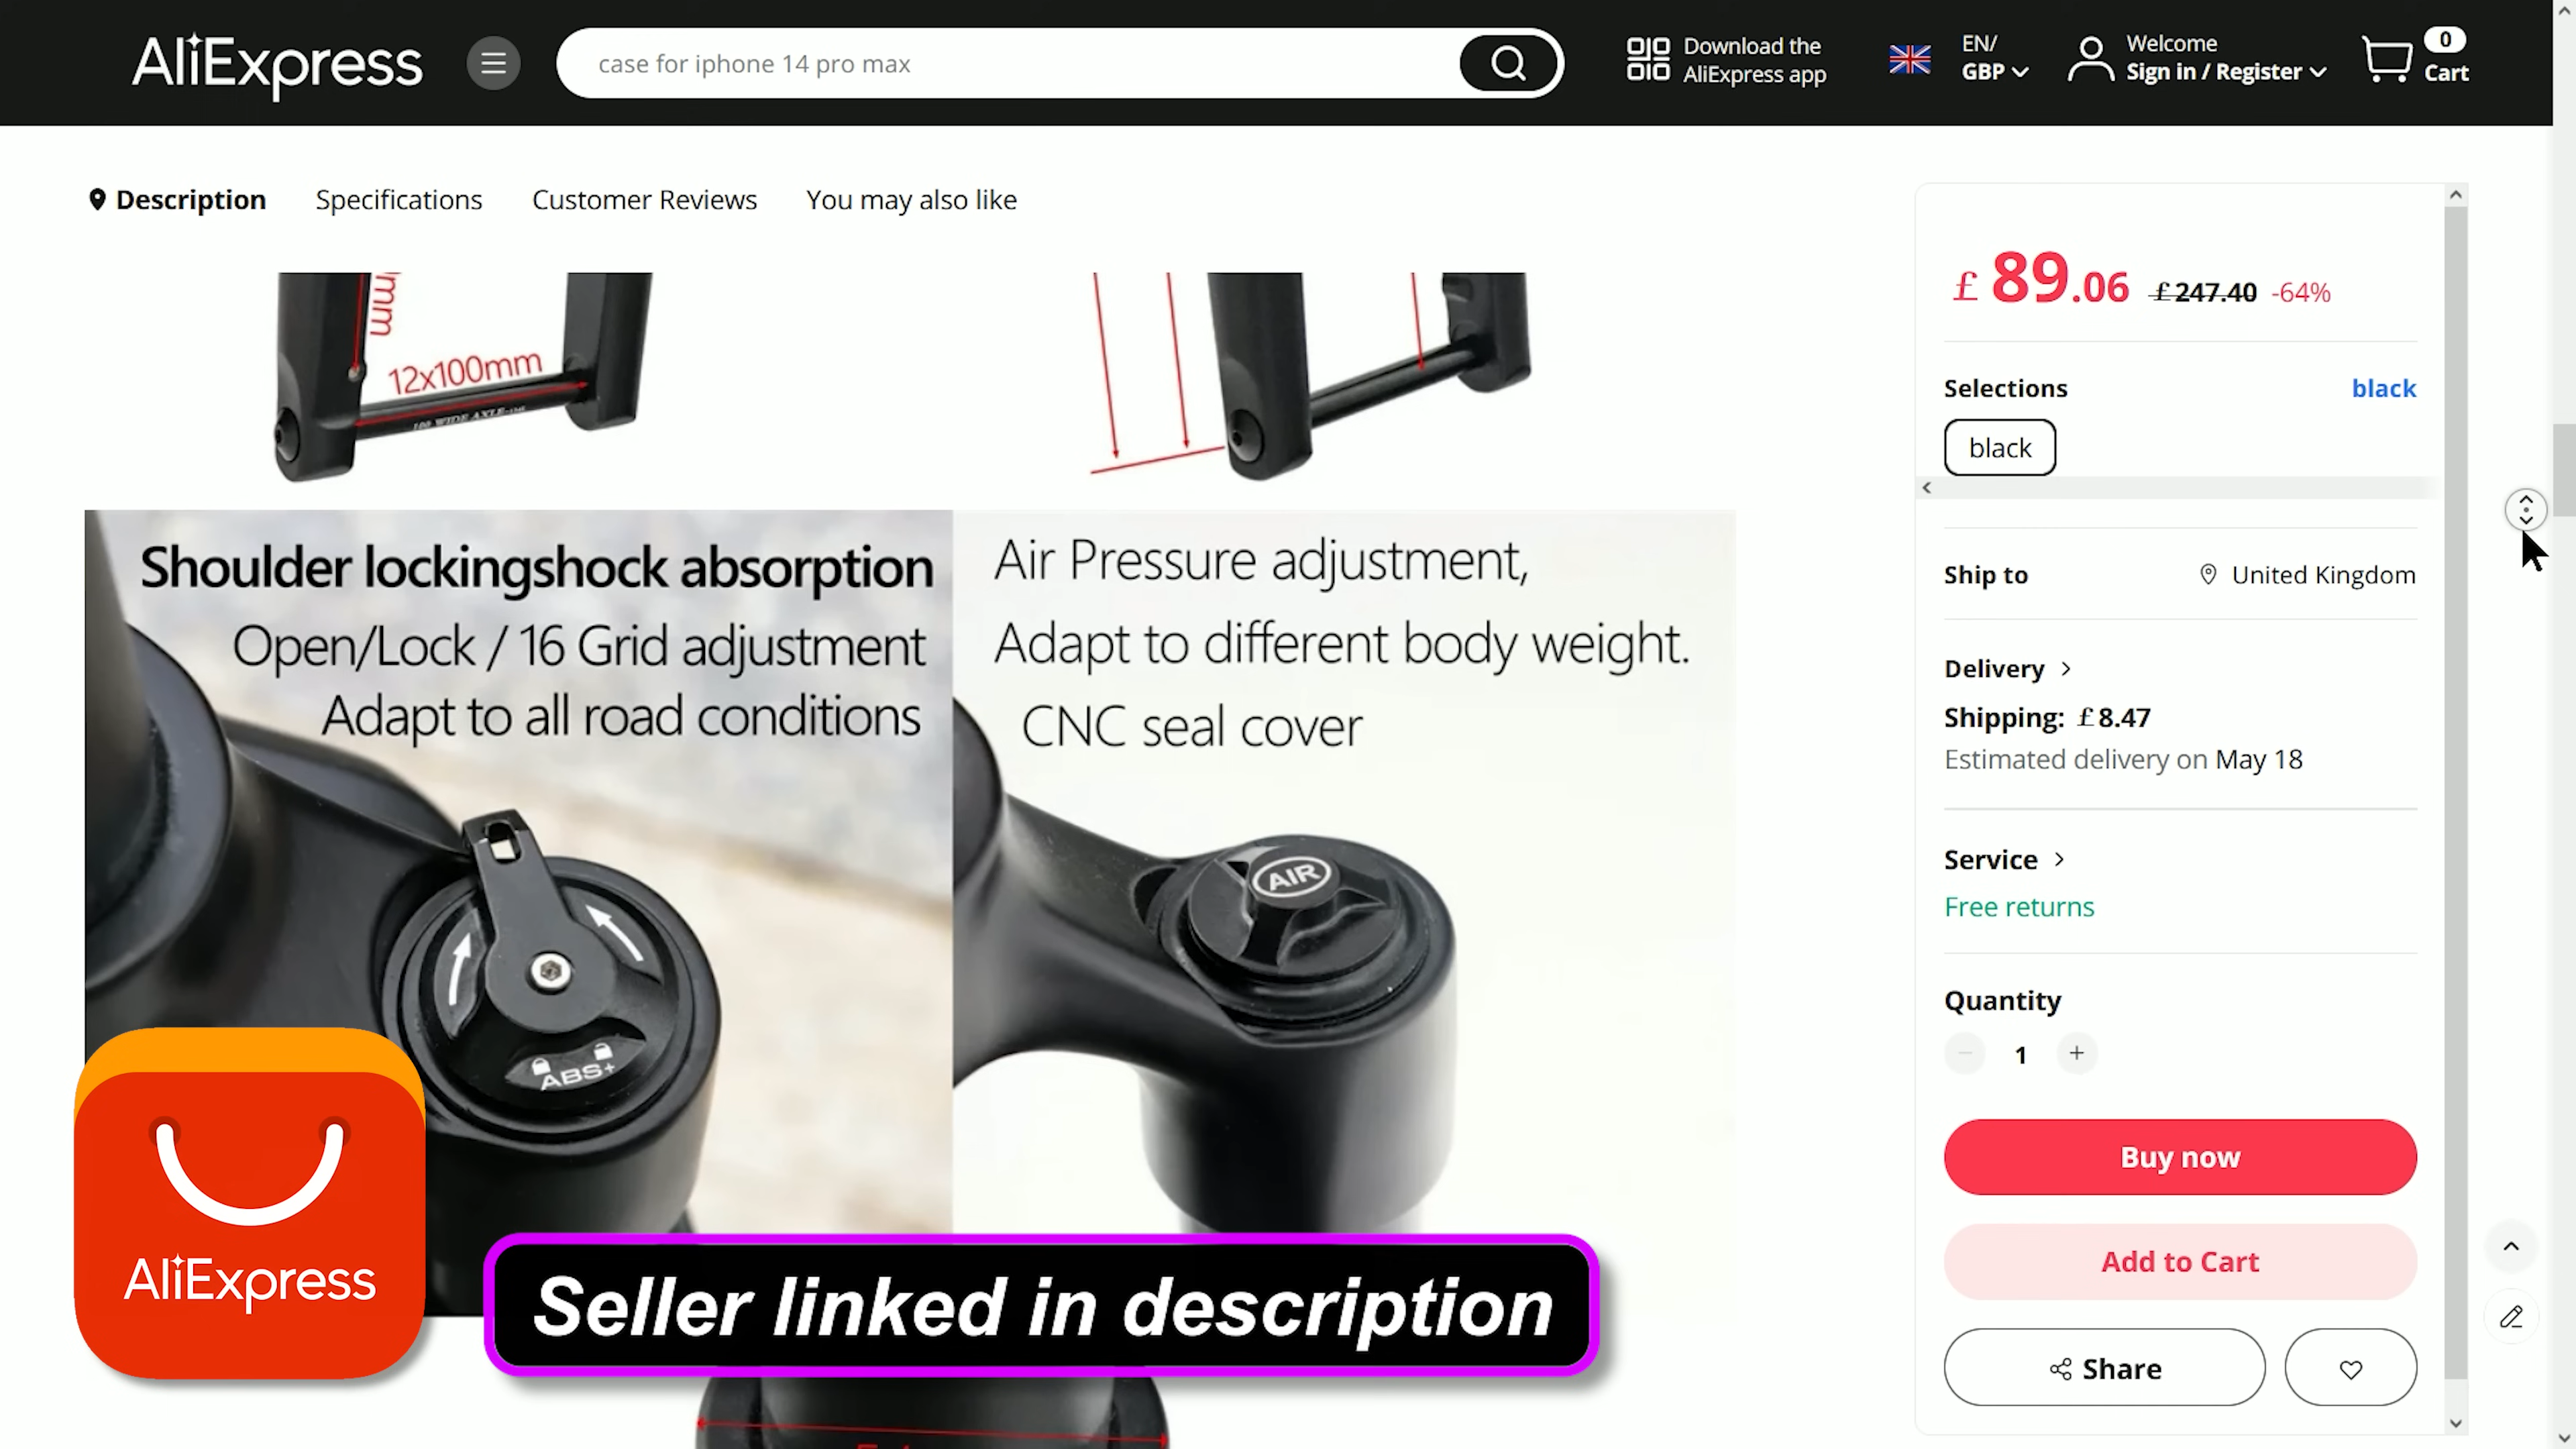 AliExpress
case for iphone 14 pro max
Download the
AliExpress app
EN/
GBP
Welcome
Sign in / Register
0
Cart
Description
Specifications
Customer Reviews
You may also like
mm
12x100mm
100 WIDE AXLE
Shoulder lockingshock absorption
Open/Lock / 16 Grid adjustment
Adapt to all road conditions
ABS+
Air Pressure adjustment,
Adapt to different body weight.
CNC seal cover
AIR
£ 89.06 £247.40 -64%
Selections
black
black
Ship to
United Kingdom
Delivery >
Shipping: £8.47
Estimated delivery on May 18
Service >
Free returns
Quantity
− 1 +
Buy now
Add to Cart
Share
AliExpress
Seller linked in description